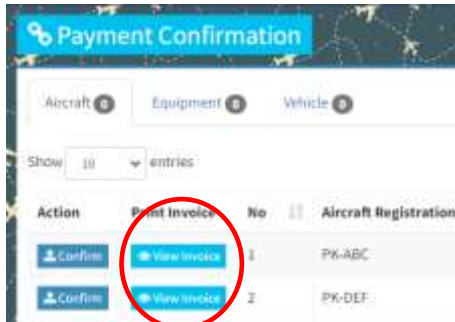 Payment Confirmation
Aircraft 0 Equipment 0 Vehicle 0
Show 10 entries
Action Print Invoice No Aircraft Registration
Confirm View Invoice 1 PK-ABC
Confirm View Invoice 2 PK-DEF